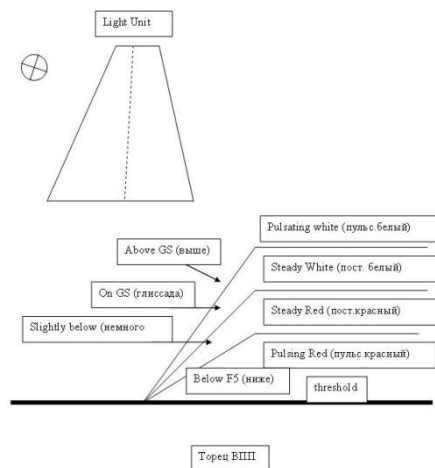 Light Unit
Pulsating white (пульс.белый)
Above GS (выше)
Steady White (пост. белый)
On GS (глиссада)
Steady Red (пост.красный)
Slightly below (немного
Pulsing Red (пульс.красный)
Below F5 (ниже)
threshold
Торец ВПП